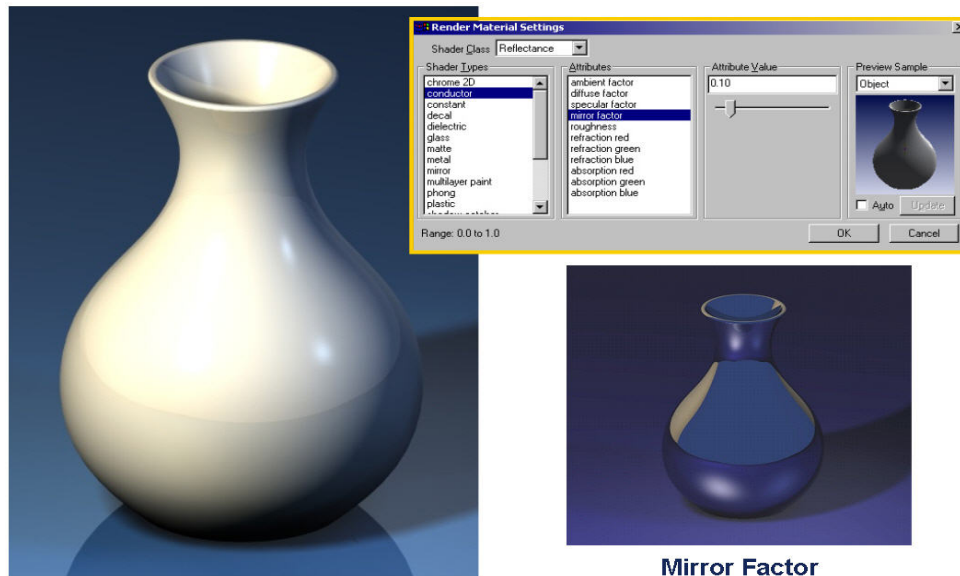 Render Material Settings
Shader Class Reflectance
Shader Types
chrome 2D
conductor
constant
decal
dielectric
glass
matte
metal
mirror
multilayer paint
phong
plastic
shadow catcher
Attributes
ambient factor
diffuse factor
specular factor
mirror factor
roughness
refraction red
refraction green
refraction blue
absorption red
absorption green
absorption blue
Attribute Value
0.10
Preview Sample
Object
Auto Update
Range: 0.0 to 1.0
OK Cancel
Mirror Factor